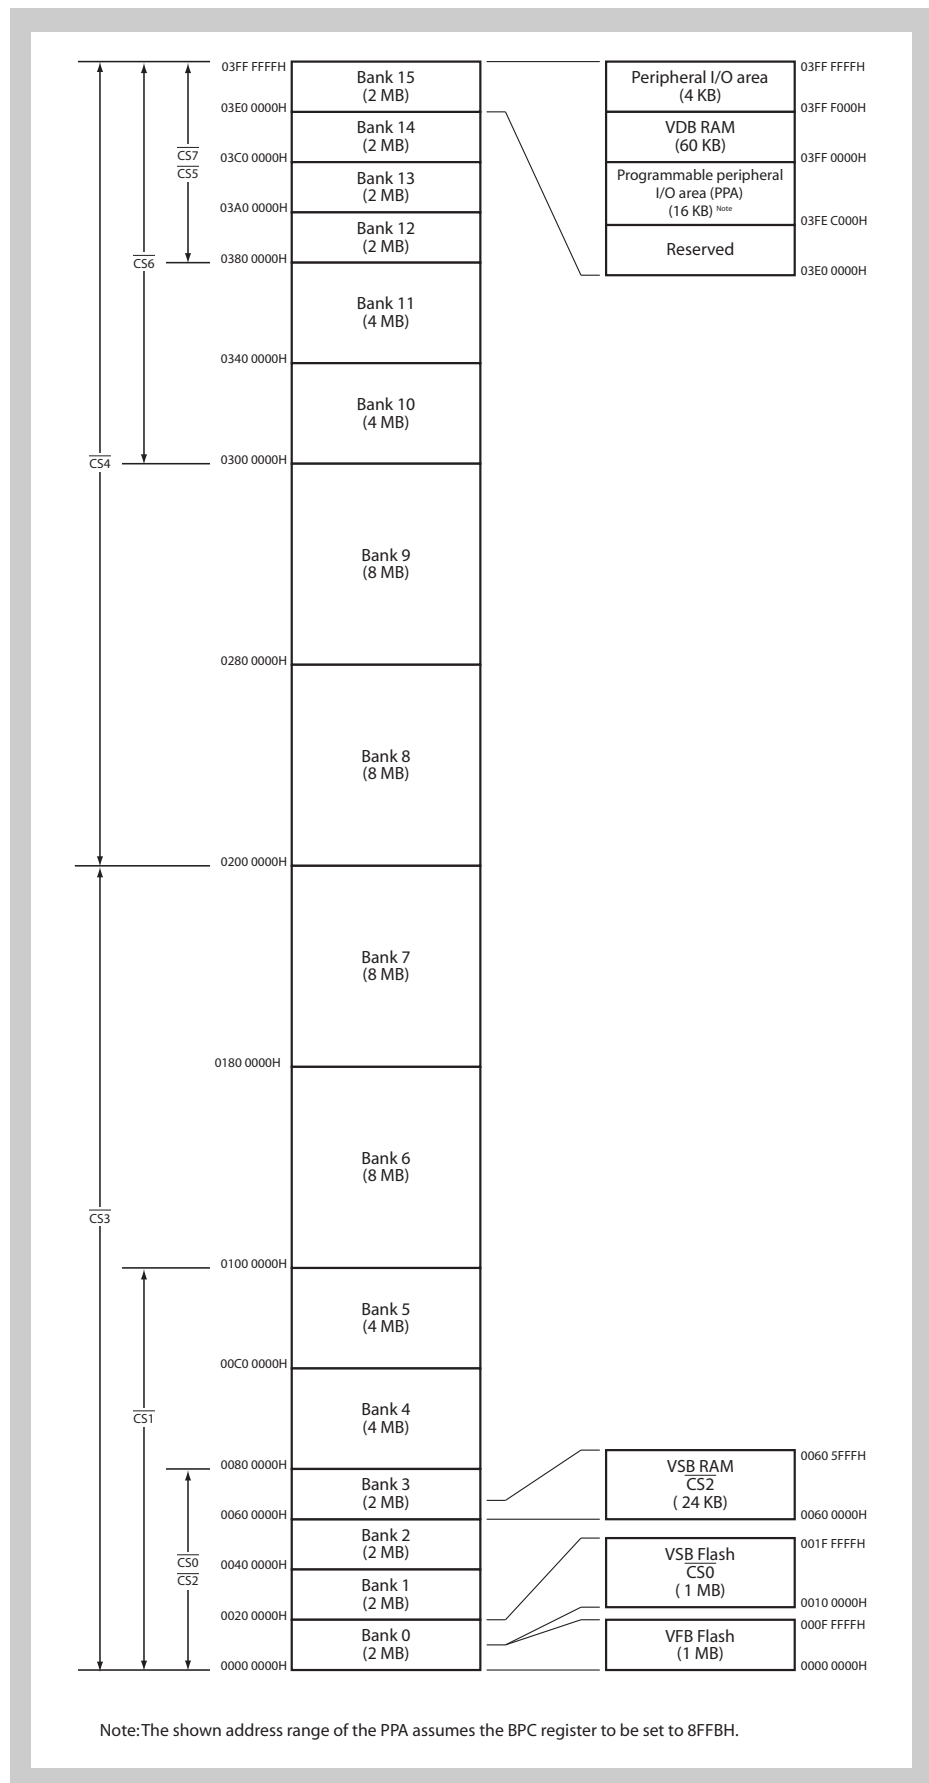 03FF FFFFH
Bank 15
(2 MB)
03E0 0000H
Bank 14
(2 MB)
03C0 0000H
Bank 13
(2 MB)
03A0 0000H
Bank 12
(2 MB)
0380 0000H
Bank 11
(4 MB)
0340 0000H
Bank 10
(4 MB)
0300 0000H
Bank 9
(8 MB)
0280 0000H
Bank 8
(8 MB)
0200 0000H
Bank 7
(8 MB)
0180 0000H
Bank 6
(8 MB)
0100 0000H
Bank 5
(4 MB)
00C0 0000H
Bank 4
(4 MB)
0080 0000H
Bank 3
(2 MB)
0060 0000H
Bank 2
(2 MB)
0040 0000H
Bank 1
(2 MB)
0020 0000H
Bank 0
(2 MB)
0000 0000H
CS7
CS5
CS6
CS4
CS3
CS1
CS0
CS2
Peripheral I/O area
(4 KB)
03FF FFFFH
03FF F000H
VDB RAM
(60 KB)
03FF 0000H
Programmable peripheral
I/O area (PPA)
(16 KB) Note
03FE C000H
Reserved
03E0 0000H
0060 5FFFH
VSB RAM
CS2
( 24 KB)
0060 0000H
001F FFFFH
VSB Flash
CS0
( 1 MB)
0010 0000H
000F FFFFH
VFB Flash
(1 MB)
0000 0000H
Note: The shown address range of the PPA assumes the BPC register to be set to 8FFBH.